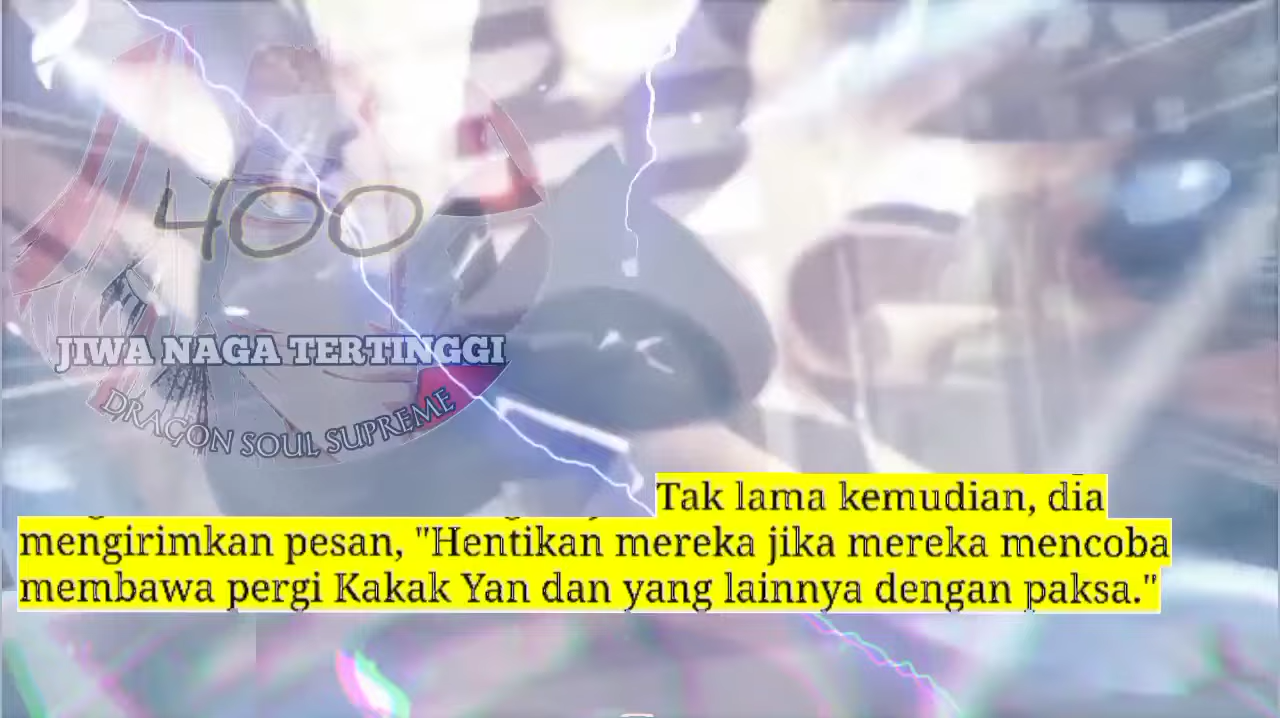 400
JIWA NAGA TERTINGGI
DRAGON SOUL SUPREME
Tak lama kemudian, dia
mengirimkan pesan, "Hentikan mereka jika mereka mencoba
membawa pergi Kakak Yan dan yang lainnya dengan paksa."